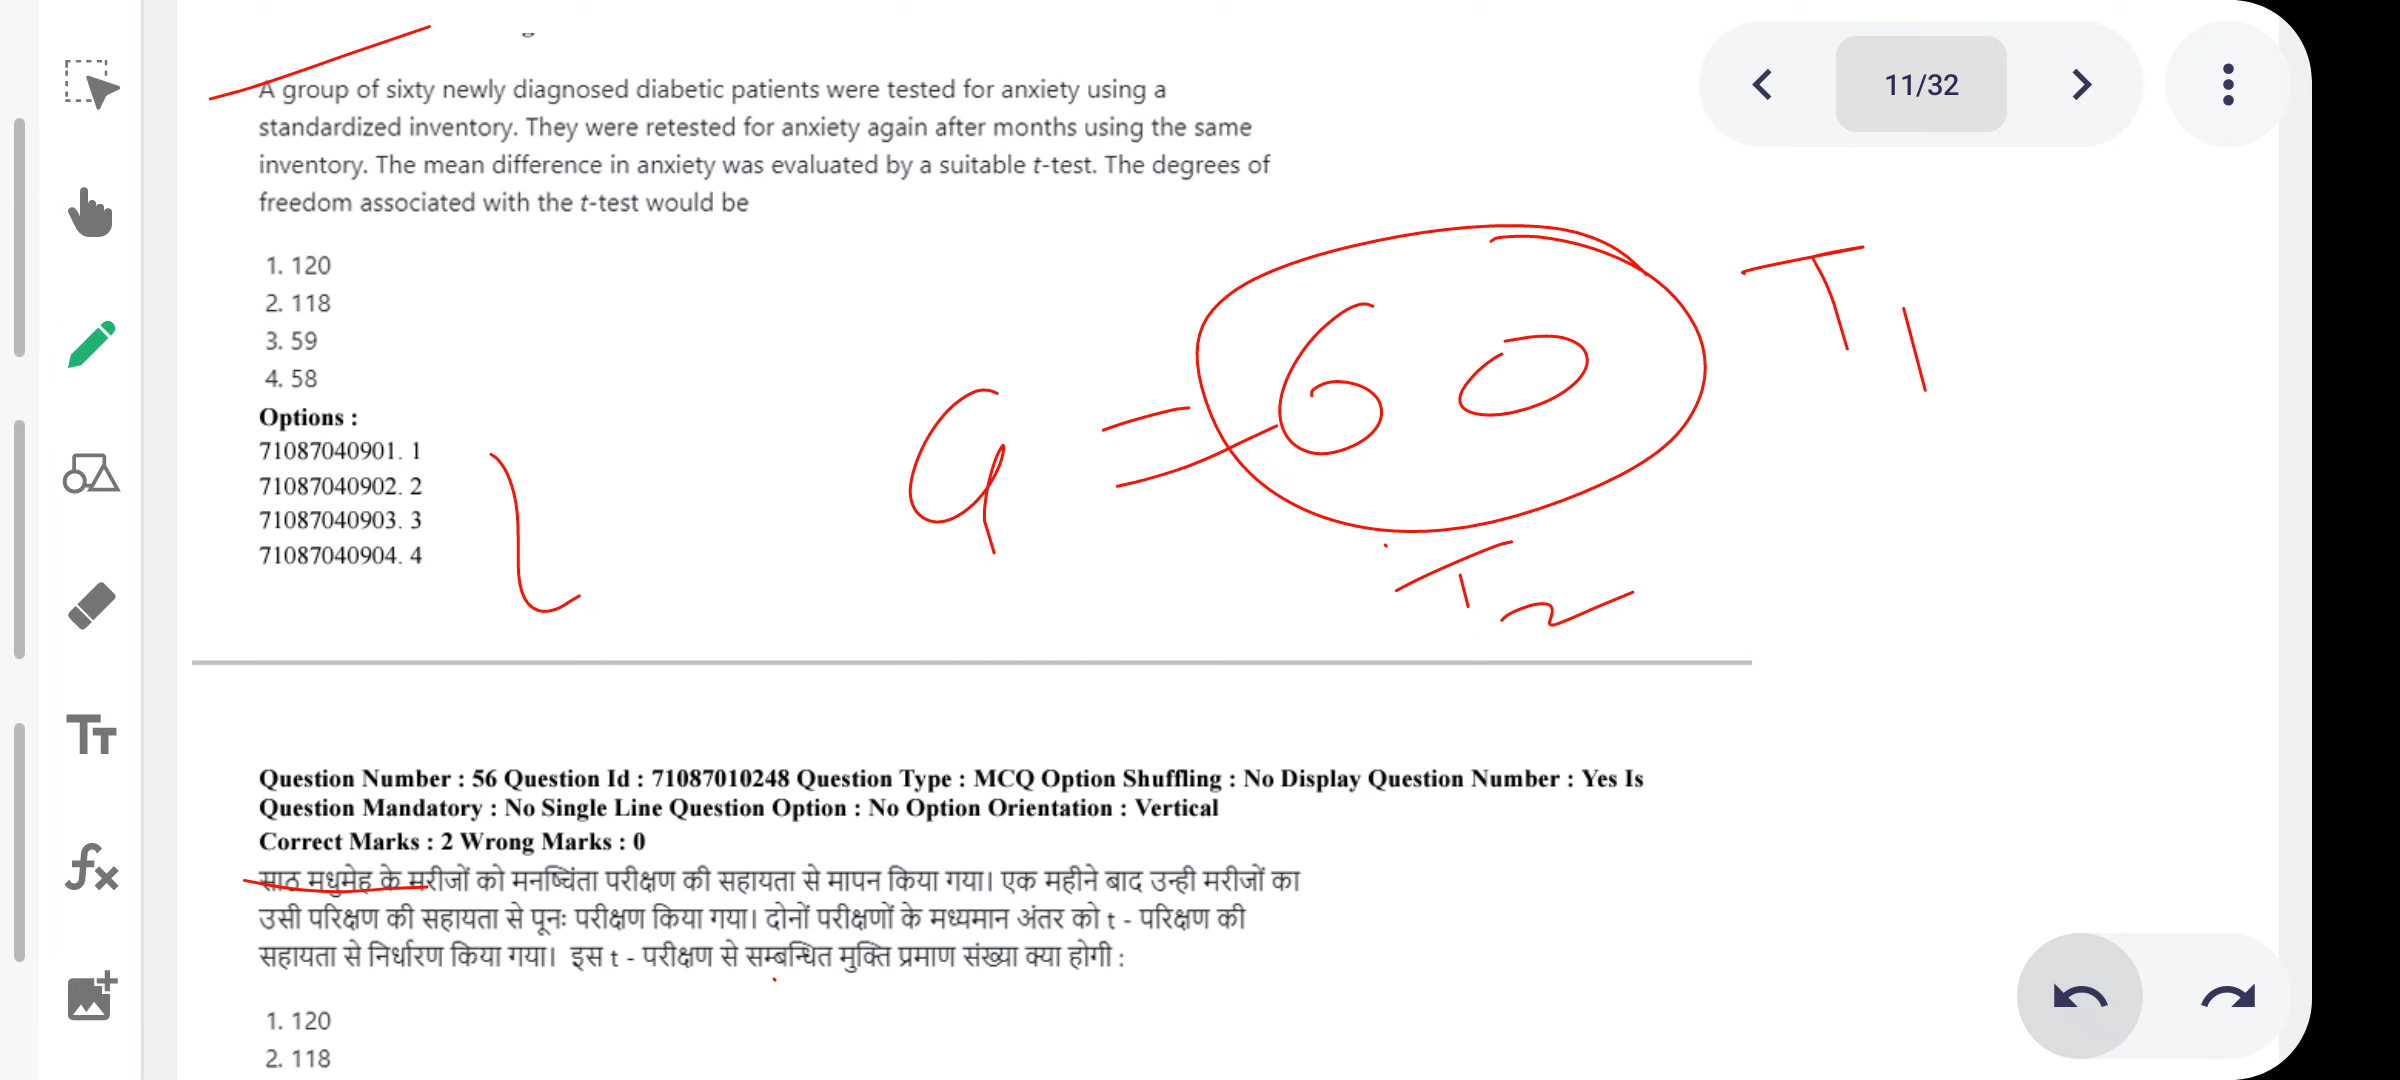 11/32
A group of sixty newly diagnosed diabetic patients were tested for anxiety using a
standardized inventory. They were retested for anxiety again after months using the same
inventory. The mean difference in anxiety was evaluated by a suitable t-test. The degrees of
freedom associated with the t-test would be
1. 120
2. 118
3. 59
4. 58
Options :
71087040901. 1
71087040902. 2
71087040903. 3
71087040904. 4
G = 60 T1
T2
Question Number : 56 Question Id : 71087010248 Question Type : MCQ Option Shuffling : No Display Question Number : Yes Is
Question Mandatory : No Single Line Question Option : No Option Orientation : Vertical
Correct Marks : 2 Wrong Marks : 0
साठ मधुमेह के मरीजों को मनष्चिंता परीक्षण की सहायता से मापन किया गया। एक महीने बाद उन्ही मरीजों का
उसी परिक्षण की सहायता से पूनः परीक्षण किया गया। दोनों परीक्षणों के मध्यमान अंतर को t - परिक्षण की
सहायता से निर्धारण किया गया। इस t - परीक्षण से सम्बन्धित मुक्ति प्रमाण संख्या क्या होगी :
1. 120
2. 118